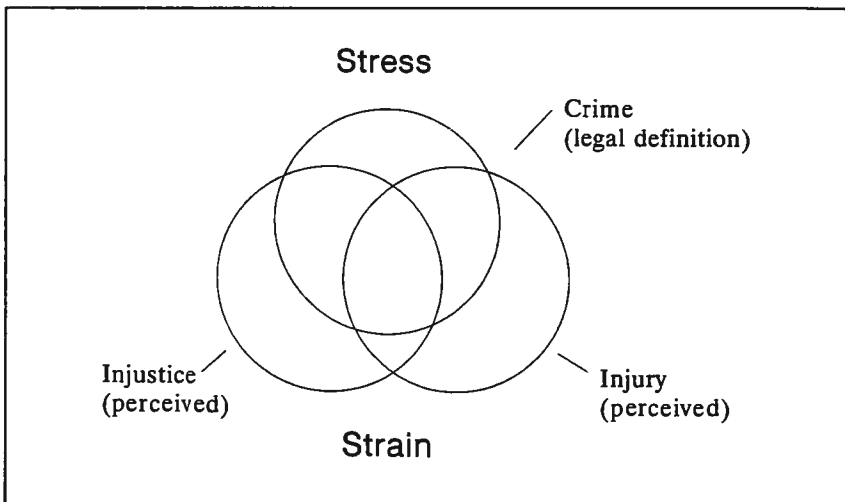 Stress
Crime
(legal definition)
Injustice
(perceived)
Injury
(perceived)
Strain